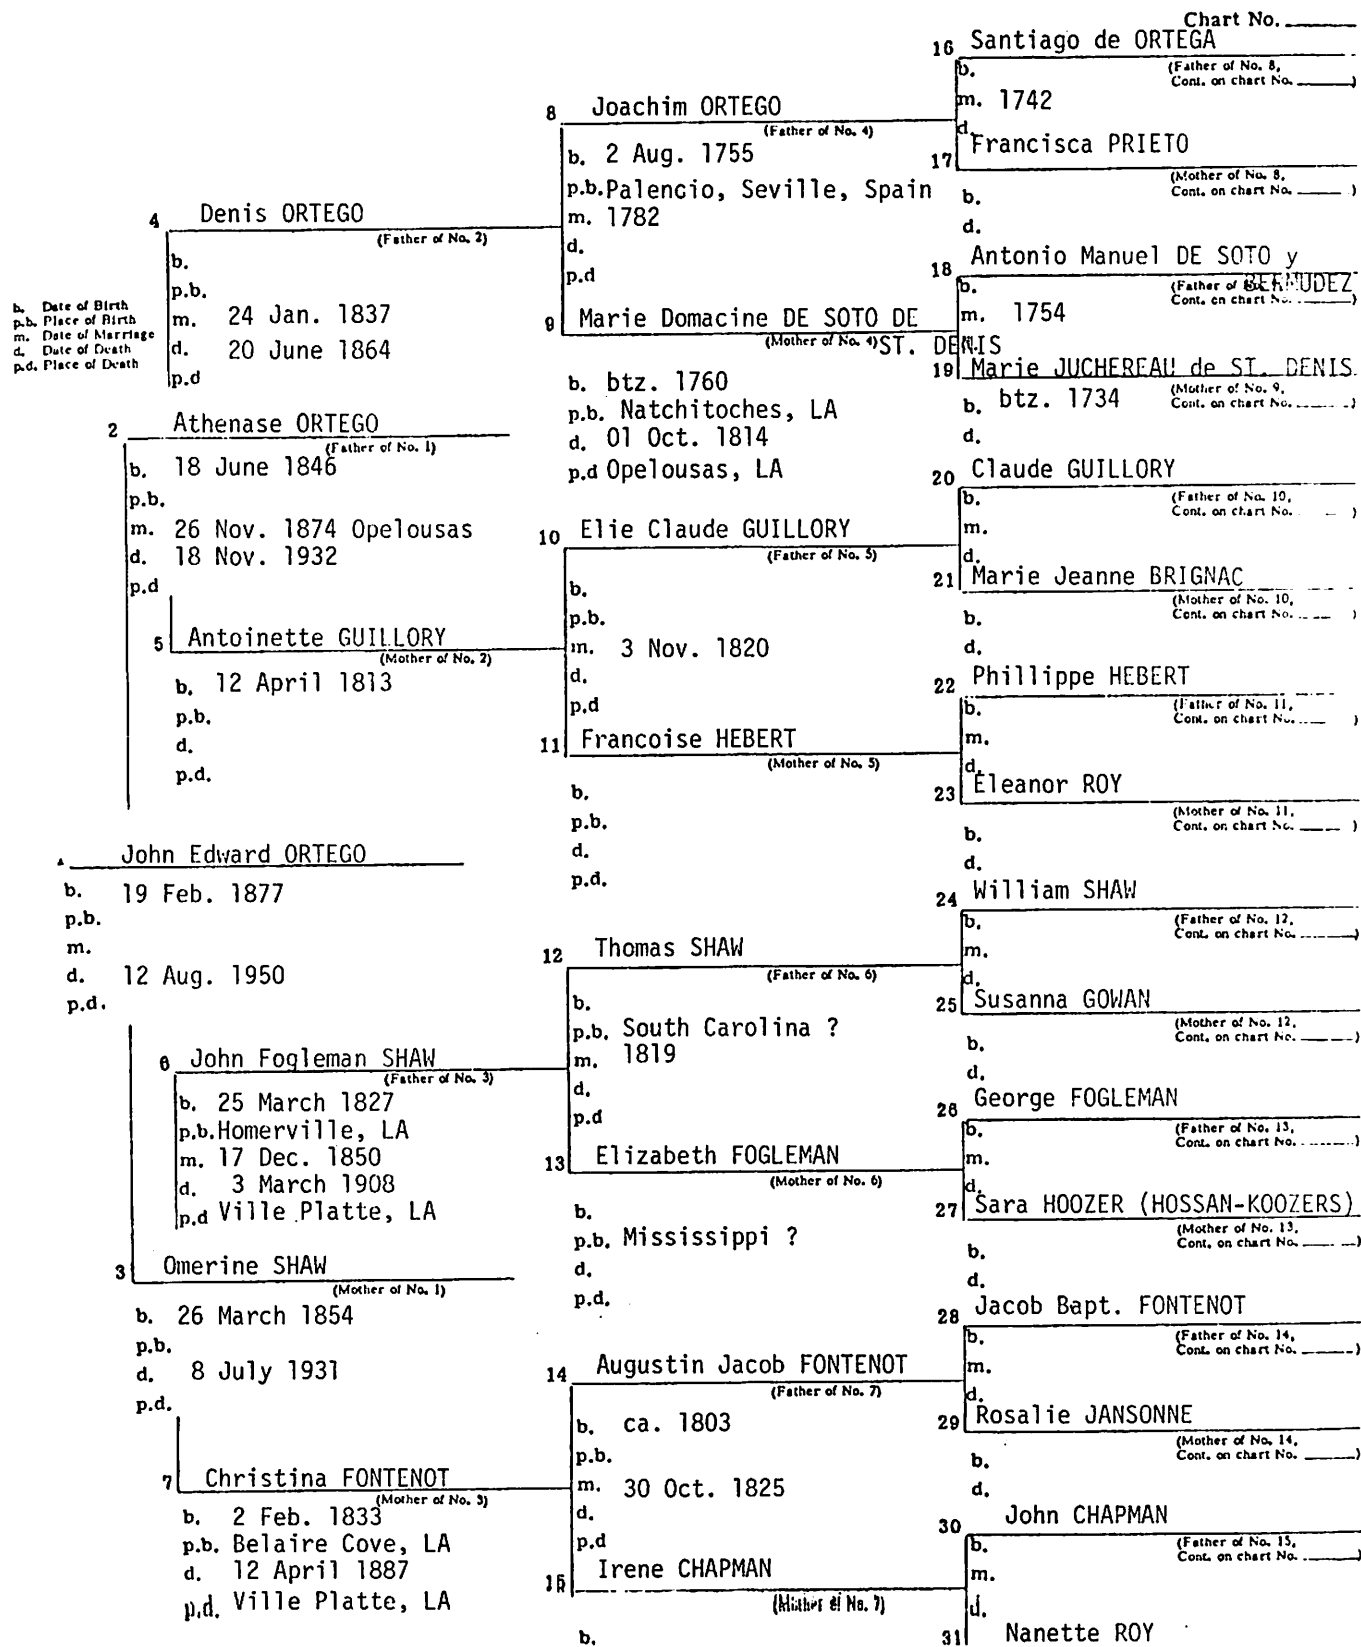 Chart No.
16 Santiago de ORTEGA
(Father of No. 8,
Cont. on chart No. )
b.
m. 1742
d.
17 Francisca PRIETO
(Mother of No. 8,
Cont. on chart No. )
b.
d.
8 Joachim ORTEGO
(Father of No. 4)
b. 2 Aug. 1755
p.b. Palencio, Seville, Spain
m. 1782
d.
p.d
4 Denis ORTEGO
(Father of No. 2)
b.
p.b.
m. 24 Jan. 1837
d. 20 June 1864
p.d
b. Date of Birth
p.b. Place of Birth
m. Date of Marriage
d. Date of Death
p.d. Place of Death
18 Antonio Manuel DE SOTO y
BERMUDEZ
(Father of
Cont. on chart No.
b.
m. 1754
9 Marie Domacine DE SOTO DE
ST. DENIS
(Mother of No. 4)
b. btz. 1760
p.b. Natchitoches, LA
d. 01 Oct. 1814
p.d Opelousas, LA
19 Marie JUCHEREAU de ST. DENIS
(Mother of No. 9,
Cont. on chart No. )
b. btz. 1734
d.
2 Athenase ORTEGO
(Father of No. 1)
b. 18 June 1846
p.b.
m. 26 Nov. 1874 Opelousas
d. 18 Nov. 1932
p.d
20 Claude GUILLORY
(Father of No. 10,
Cont. on chart No. )
b.
m.
d.
10 Elie Claude GUILLORY
(Father of No. 5)
b.
p.b.
m. 3 Nov. 1820
d.
p.d
21 Marie Jeanne BRIGNAC
(Mother of No. 10,
Cont. on chart No. )
b.
d.
5 Antoinette GUILLORY
(Mother of No. 2)
b. 12 April 1813
p.b.
d.
p.d.
22 Phillippe HEBERT
(Father of No. 11,
Cont. on chart No. )
b.
m.
d.
11 Francoise HEBERT
(Mother of No. 5)
b.
p.b.
d.
p.d.
23 Eleanor ROY
(Mother of No. 11,
Cont. on chart No. )
b.
d.
John Edward ORTEGO
b. 19 Feb. 1877
p.b.
m.
d. 12 Aug. 1950
p.d.
24 William SHAW
(Father of No. 12,
Cont. on chart No. )
b.
m.
d.
12 Thomas SHAW
(Father of No. 6)
b.
p.b. South Carolina ?
m. 1819
d.
p.d
25 Susanna GOWAN
(Mother of No. 12,
Cont. on chart No. )
b.
d.
6 John Fogleman SHAW
(Father of No. 3)
b. 25 March 1827
p.b. Homerville, LA
m. 17 Dec. 1850
d. 3 March 1908
p.d Ville Platte, LA
26 George FOGLEMAN
(Father of No. 13,
Cont. on chart No. )
b.
m.
d.
13 Elizabeth FOGLEMAN
(Mother of No. 6)
b.
p.b. Mississippi ?
d.
p.d.
27 Sara HOOZER (HOSSAN-KOOZERS)
(Mother of No. 13,
Cont. on chart No. )
b.
d.
3 Omerine SHAW
(Mother of No. 1)
b. 26 March 1854
p.b.
d. 8 July 1931
p.d.
28 Jacob Bapt. FONTENOT
(Father of No. 14,
Cont. on chart No. )
b.
m.
d.
14 Augustin Jacob FONTENOT
(Father of No. 7)
b. ca. 1803
p.b.
m. 30 Oct. 1825
d.
p.d
29 Rosalie JANSONNE
(Mother of No. 14,
Cont. on chart No. )
b.
d.
7 Christina FONTENOT
(Mother of No. 3)
b. 2 Feb. 1833
p.b. Belaire Cove, LA
d. 12 April 1887
p.d. Ville Platte, LA
30 John CHAPMAN
(Father of No. 15,
Cont. on chart No. )
b.
m.
d.
15 Irene CHAPMAN
(Mother of No. 7)
b.
31 Nanette ROY